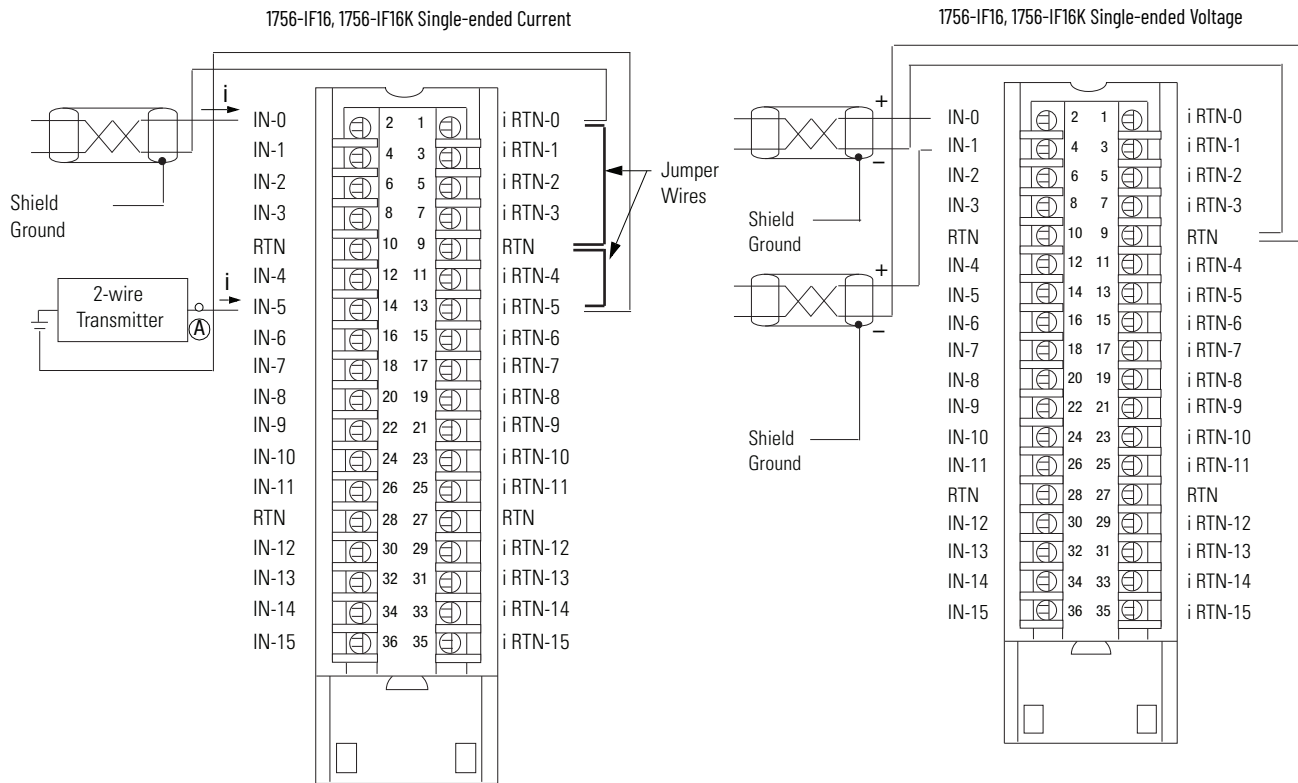 1756-IF16, 1756-IF16K Single-ended Current
i
IN-0 2 1 i RTN-0
IN-1 4 3 i RTN-1
IN-2 6 5 i RTN-2
IN-3 8 7 i RTN-3
RTN 10 9 RTN
IN-4 12 11 i RTN-4
IN-5 14 13 i RTN-5
IN-6 16 15 i RTN-6
IN-7 18 17 i RTN-7
IN-8 20 19 i RTN-8
IN-9 22 21 i RTN-9
IN-10 24 23 i RTN-10
IN-11 26 25 i RTN-11
RTN 28 27 RTN
IN-12 30 29 i RTN-12
IN-13 32 31 i RTN-13
IN-14 34 33 i RTN-14
IN-15 36 35 i RTN-15
Shield
Ground
2-wire
Transmitter
i
A
Jumper
Wires
1756-IF16, 1756-IF16K Single-ended Voltage
+
–
Shield
Ground
+
–
Shield
Ground
IN-0 2 1 i RTN-0
IN-1 4 3 i RTN-1
IN-2 6 5 i RTN-2
IN-3 8 7 i RTN-3
RTN 10 9 RTN
IN-4 12 11 i RTN-4
IN-5 14 13 i RTN-5
IN-6 16 15 i RTN-6
IN-7 18 17 i RTN-7
IN-8 20 19 i RTN-8
IN-9 22 21 i RTN-9
IN-10 24 23 i RTN-10
IN-11 26 25 i RTN-11
RTN 28 27 RTN
IN-12 30 29 i RTN-12
IN-13 32 31 i RTN-13
IN-14 34 33 i RTN-14
IN-15 36 35 i RTN-15